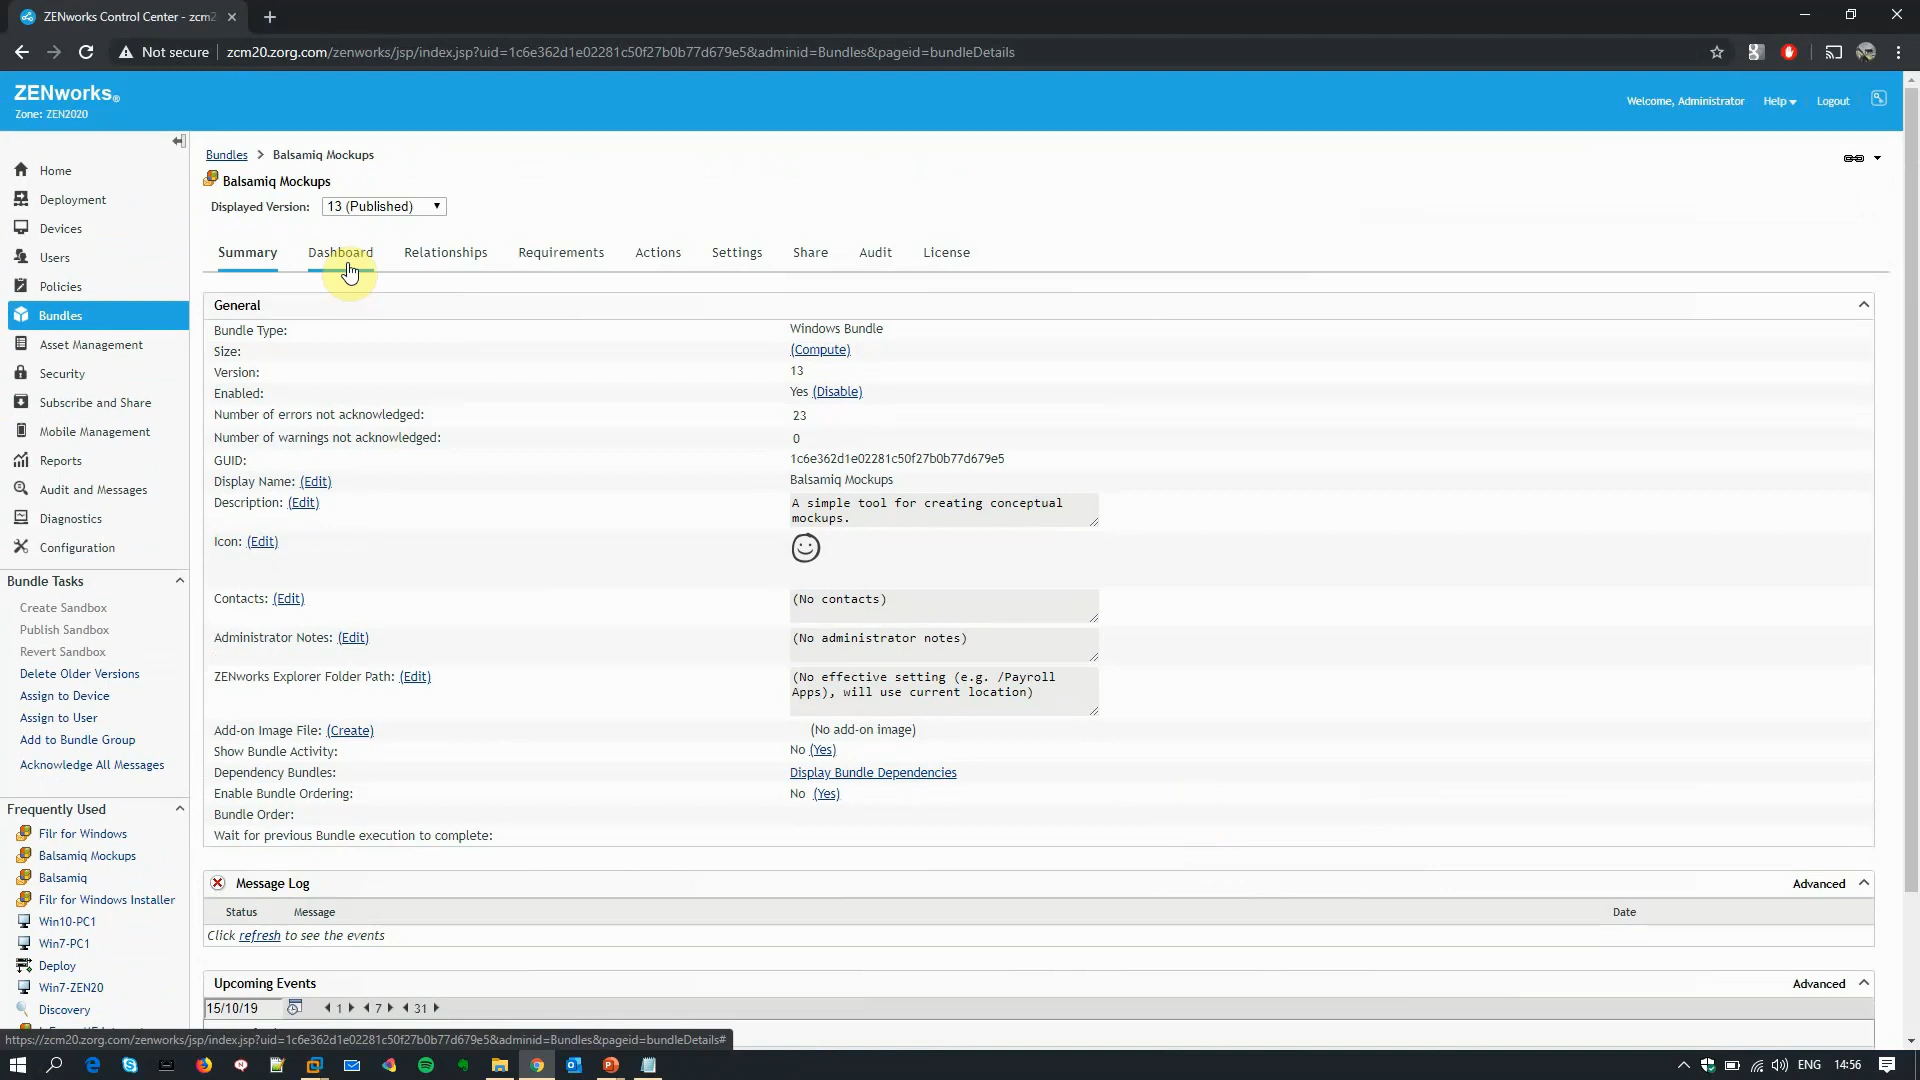 ZENworks Control Center - zcm2
Not secure
zcm20.zorg.com/zenworks/jsp/index.jsp?uid=1c6e362d1e02281c50f27b0b77d679e5&adminid=Bundles&pageid=bundleDetails
ZENworks®
Zone: ZEN2020
Welcome, Administrator
Help
Logout
Home
Deployment
Devices
Users
Policies
Bundles
Asset Management
Security
Subscribe and Share
Mobile Management
Reports
Audit and Messages
Diagnostics
Configuration
Bundle Tasks
Create Sandbox
Publish Sandbox
Revert Sandbox
Delete Older Versions
Assign to Device
Assign to User
Add to Bundle Group
Acknowledge All Messages
Frequently Used
Filr for Windows
Balsamiq Mockups
Balsamiq
Filr for Windows Installer
Win10-PC1
Win7-PC1
Deploy
Win7-ZEN20
Discovery
Bundles > Balsamiq Mockups
Balsamiq Mockups
Displayed Version: 13 (Published)
Summary Dashboard Relationships Requirements Actions Settings Share Audit License
General
Bundle Type: Windows Bundle
Size: (Compute)
Version: 13
Enabled: Yes (Disable)
Number of errors not acknowledged: 23
Number of warnings not acknowledged: 0
GUID: 1c6e362d1e02281c50f27b0b77d679e5
Display Name: (Edit) Balsamiq Mockups
Description: (Edit) A simple tool for creating conceptual
mockups.
Icon: (Edit)
Contacts: (Edit) (No contacts)
Administrator Notes: (Edit) (No administrator notes)
ZENworks Explorer Folder Path: (Edit) (No effective setting (e.g. /Payroll
Apps), will use current location)
Add-on Image File: (Create) (No add-on image)
Show Bundle Activity: No (Yes)
Dependency Bundles: Display Bundle Dependencies
Enable Bundle Ordering: No (Yes)
Bundle Order:
Wait for previous Bundle execution to complete:
Message Log Advanced
Status Message Date
Click refresh to see the events
Upcoming Events Advanced
15/10/19 1 7 31
https://zcm20.zorg.com/zenworks/jsp/index.jsp?uid=1c6e362d1e02281c50f27b0b77d679e5&adminid=Bundles&pageid=bundleDetails#
ENG 14:56